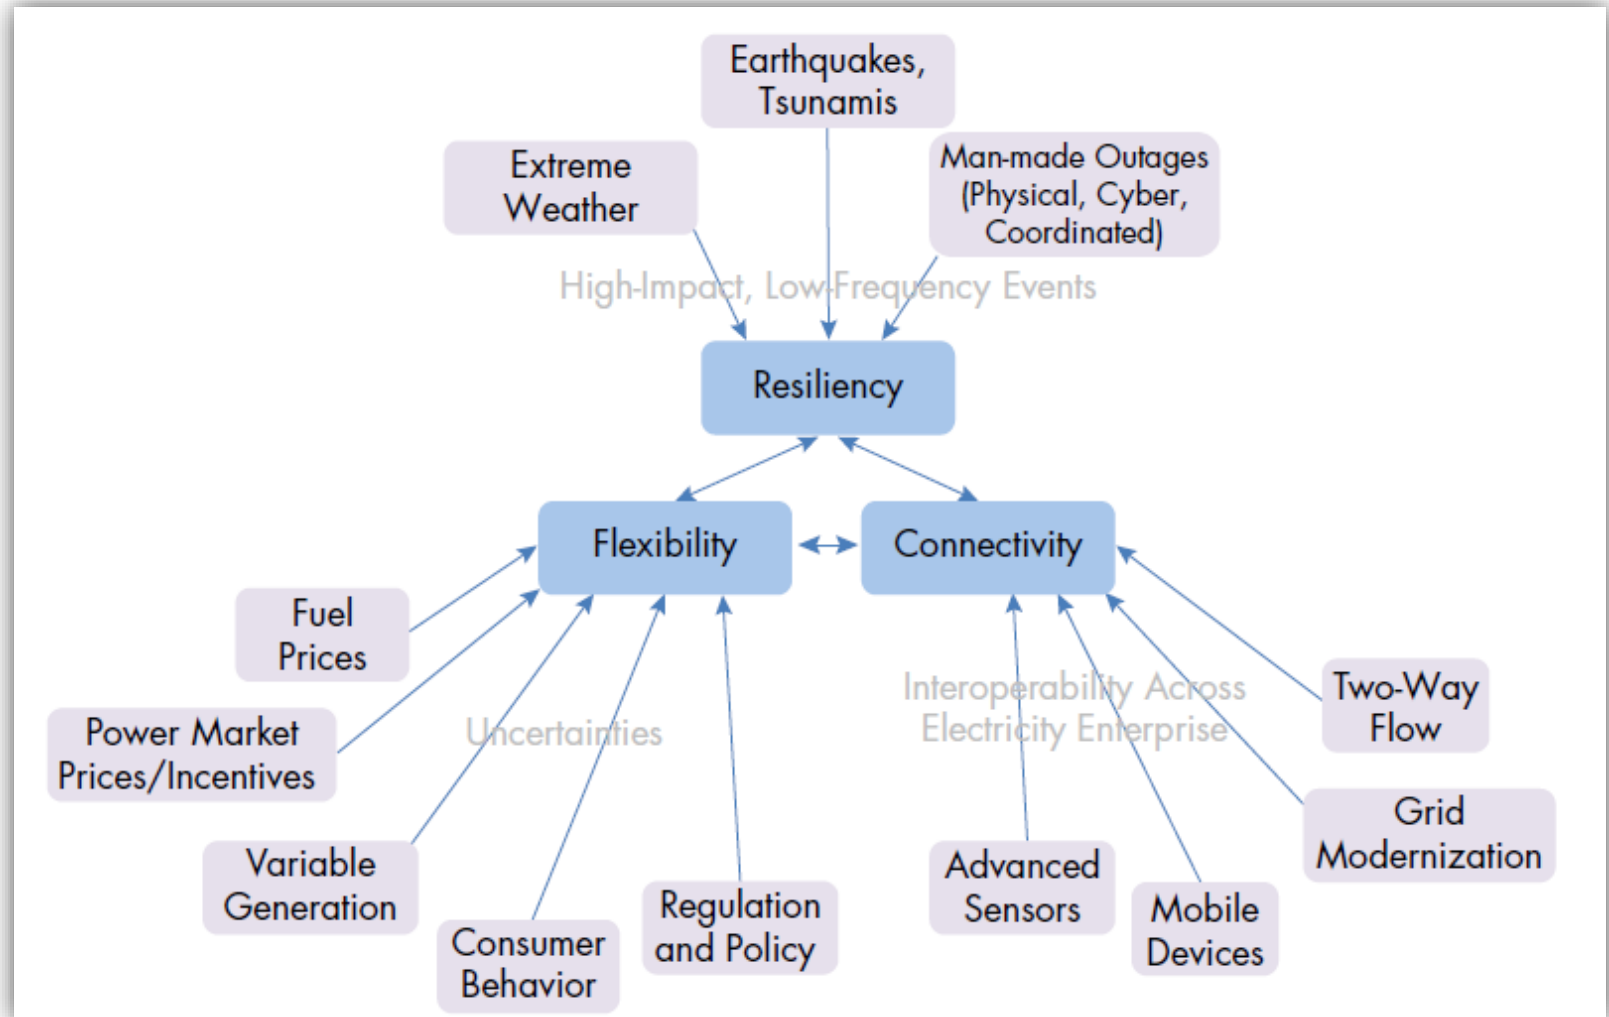 Earthquakes,
Tsunamis
Extreme
Weather
Man-made Outages
(Physical, Cyber,
Coordinated)
High-Impact, Low-Frequency Events
Resiliency
Flexibility
Connectivity
Fuel
Prices
Power Market
Prices/Incentives
Variable
Generation
Consumer
Behavior
Regulation
and Policy
Uncertainties
Interoperability Across
Electricity Enterprise
Advanced
Sensors
Mobile
Devices
Grid
Modernization
Two-Way
Flow